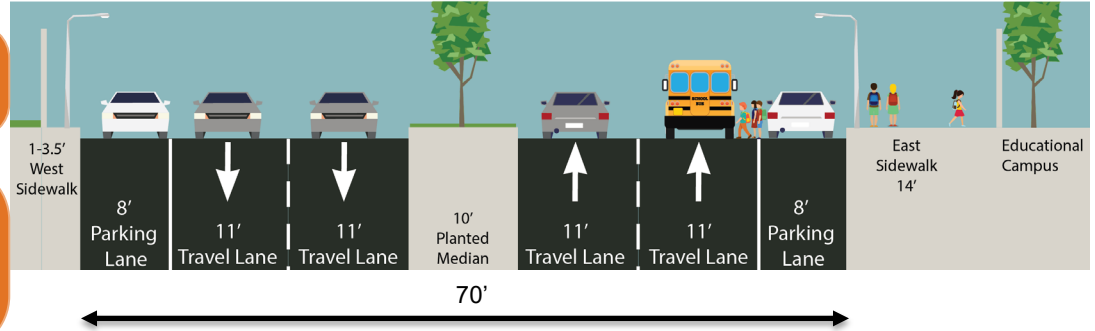 1-3.5’
West
Sidewalk
8’
Parking
Lane
11’
Travel Lane
11’
Travel Lane
10’
Planted
Median
11’
Travel Lane
11’
Travel Lane
8’
Parking
Lane
East
Sidewalk
14’
Educational
Campus
70’